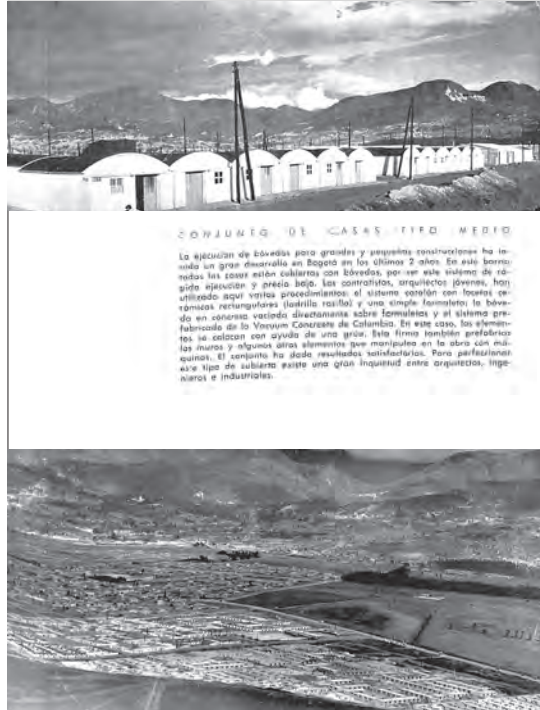 CONJUNTO DE CASAS TIPO MEDIO
La ejecución de bóvedas para grandes y pequeñas construcciones ha te-
nido un gran desarrollo en Bogotá en los últimos 2 años. En este barrio
todas las casas están cubiertas con bóvedas, por ser este sistema de rá-
pida ejecución y precio bajo. Los contratistas, arquitectos jóvenes, han
utilizado aquí varios procedimientos: el sistema catalán con locetas ce-
rámicas rectangulares (ladrillo rosilla) y una simple formaleta; la bóve-
da en concreto vaciada directamente sobre formaletas y el sistema pre-
fabricado de la Vacuum Concrete de Colombia. En este caso, los elemen-
tos se colocan con ayuda de una grúa. Esta firma también prefabrica
los muros y algunos otros elementos que manipulea en la obra con má-
quinas. El conjunto ha dado resultados satisfactorios. Para perfeccionar
este tipo de cubierta existe una gran inquietud entre arquitectos, inge-
nieros e industriales.